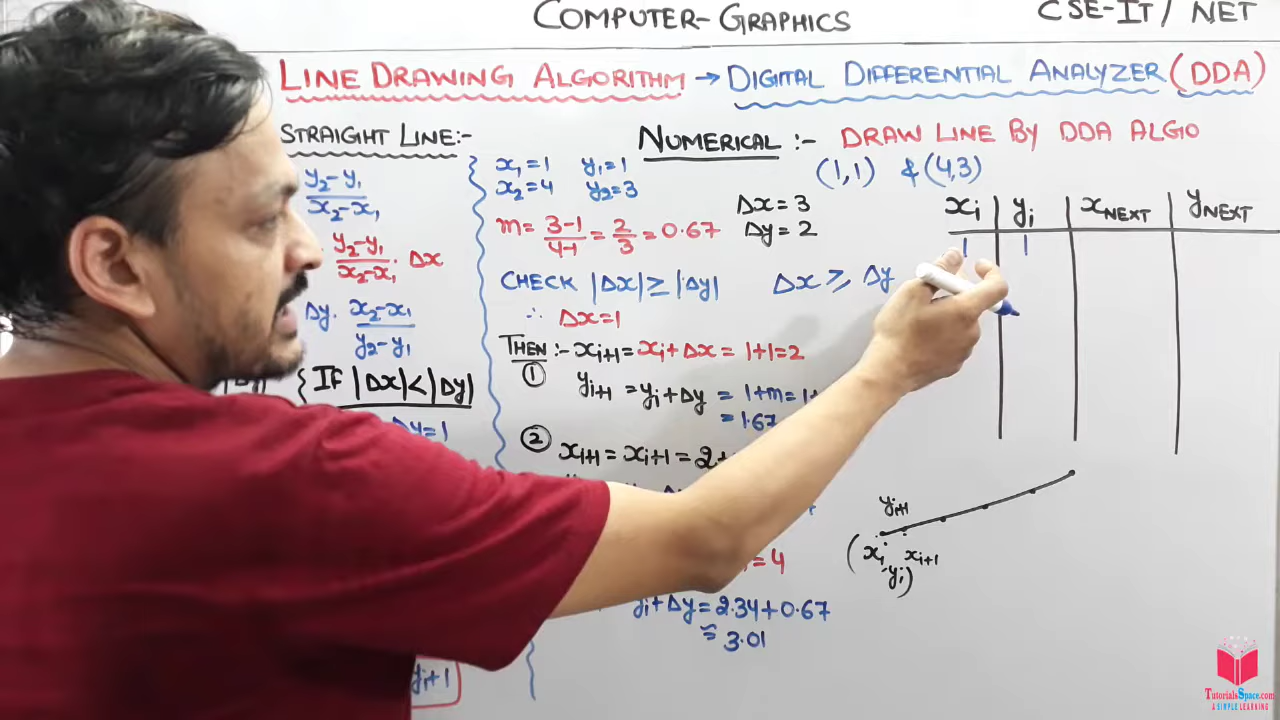 COMPUTER-GRAPHICS
CSE-IT / NET
LINE DRAWING ALGORITHM → DIGITAL DIFFERENTIAL ANALYZER (DDA)
STRAIGHT LINE:-
y₂-y₁
x₂-x₁
y₂-y₁
x₂-x₁ . Δx
Δy. x₂-x₁
y₂-y₁
{IF |Δx|<|Δy|
Δy=1
yi+1
x₁=1 y₁=1
x₂=4 y₂=3
m= 3-1/4-1 = 2/3 = 0.67
CHECK |Δx|≥|Δy|
∴ Δx=1
THEN :- xi+1= xi+Δx = 1+1=2
①
yi+1 = yi+Δy = 1+m= 1+
= 1.67
② xi+1 = xi+1 = 2+
= 4
yi+Δy = 2.34+0.67
≈ 3.01
NUMERICAL :- DRAW LINE BY DDA ALGO
(1,1) & (4,3)
Δx = 3
Δy = 2
Δx ≥ Δy
xi yi xNEXT yNEXT
1 1
yi+1
(xi xi+1
yi)
TutorialsSpace.com
A SIMPLE LEARNING